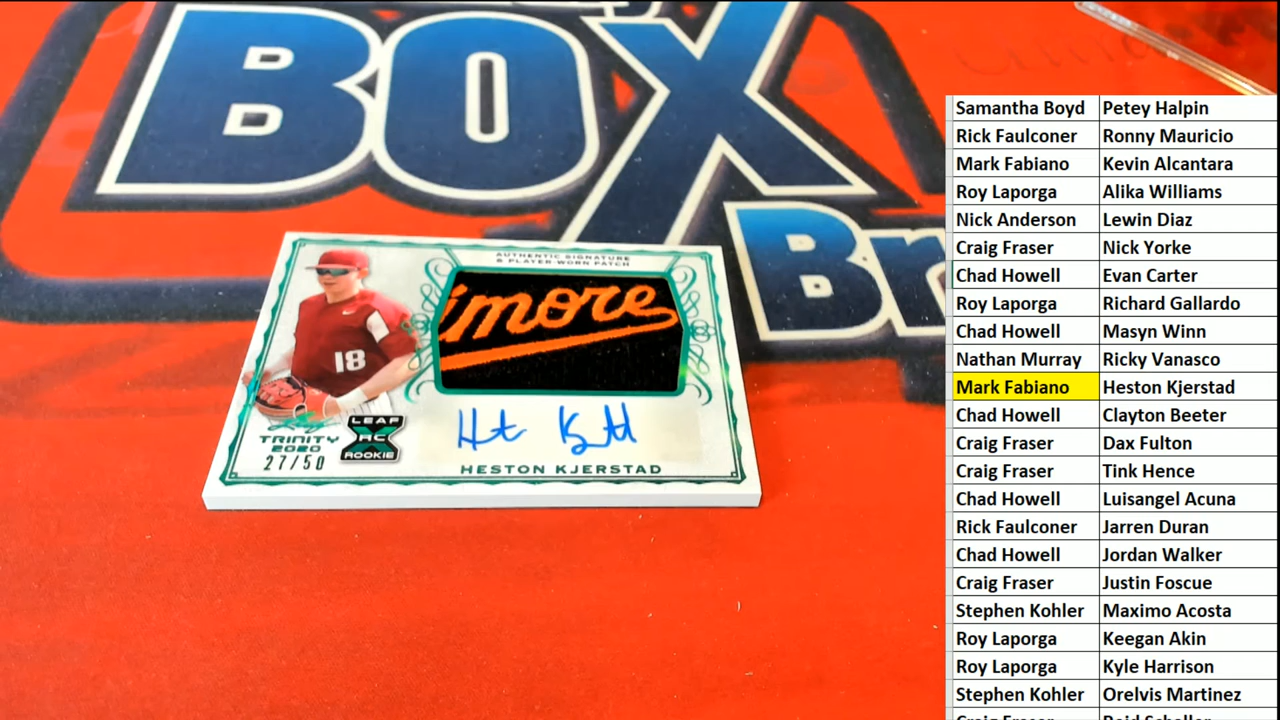 BOX
Br
AUTHENTIC SIGNATURE
& PLAYER-WORN PATCH
imore
18
Leaf
TRINITY
2020
27/50
LEAF
RC
ROOKIE
HESTON KJERSTAD
Samantha Boyd Petey Halpin
Rick Faulconer Ronny Mauricio
Mark Fabiano Kevin Alcantara
Roy Laporga Alika Williams
Nick Anderson Lewin Diaz
Craig Fraser Nick Yorke
Chad Howell Evan Carter
Roy Laporga Richard Gallardo
Chad Howell Masyn Winn
Nathan Murray Ricky Vanasco
Mark Fabiano Heston Kjerstad
Chad Howell Clayton Beeter
Craig Fraser Dax Fulton
Craig Fraser Tink Hence
Chad Howell Luisangel Acuna
Rick Faulconer Jarren Duran
Chad Howell Jordan Walker
Craig Fraser Justin Foscue
Stephen Kohler Maximo Acosta
Roy Laporga Keegan Akin
Roy Laporga Kyle Harrison
Stephen Kohler Orelvis Martinez